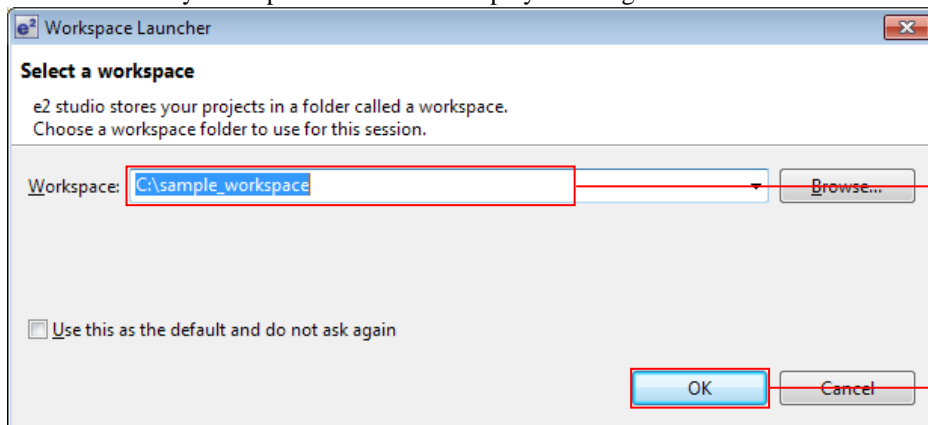 e² Workspace Launcher
Select a workspace
e2 studio stores your projects in a folder called a workspace.
Choose a workspace folder to use for this session.
Workspace: C:\sample_workspace Browse...
Use this as the default and do not ask again
OK Cancel